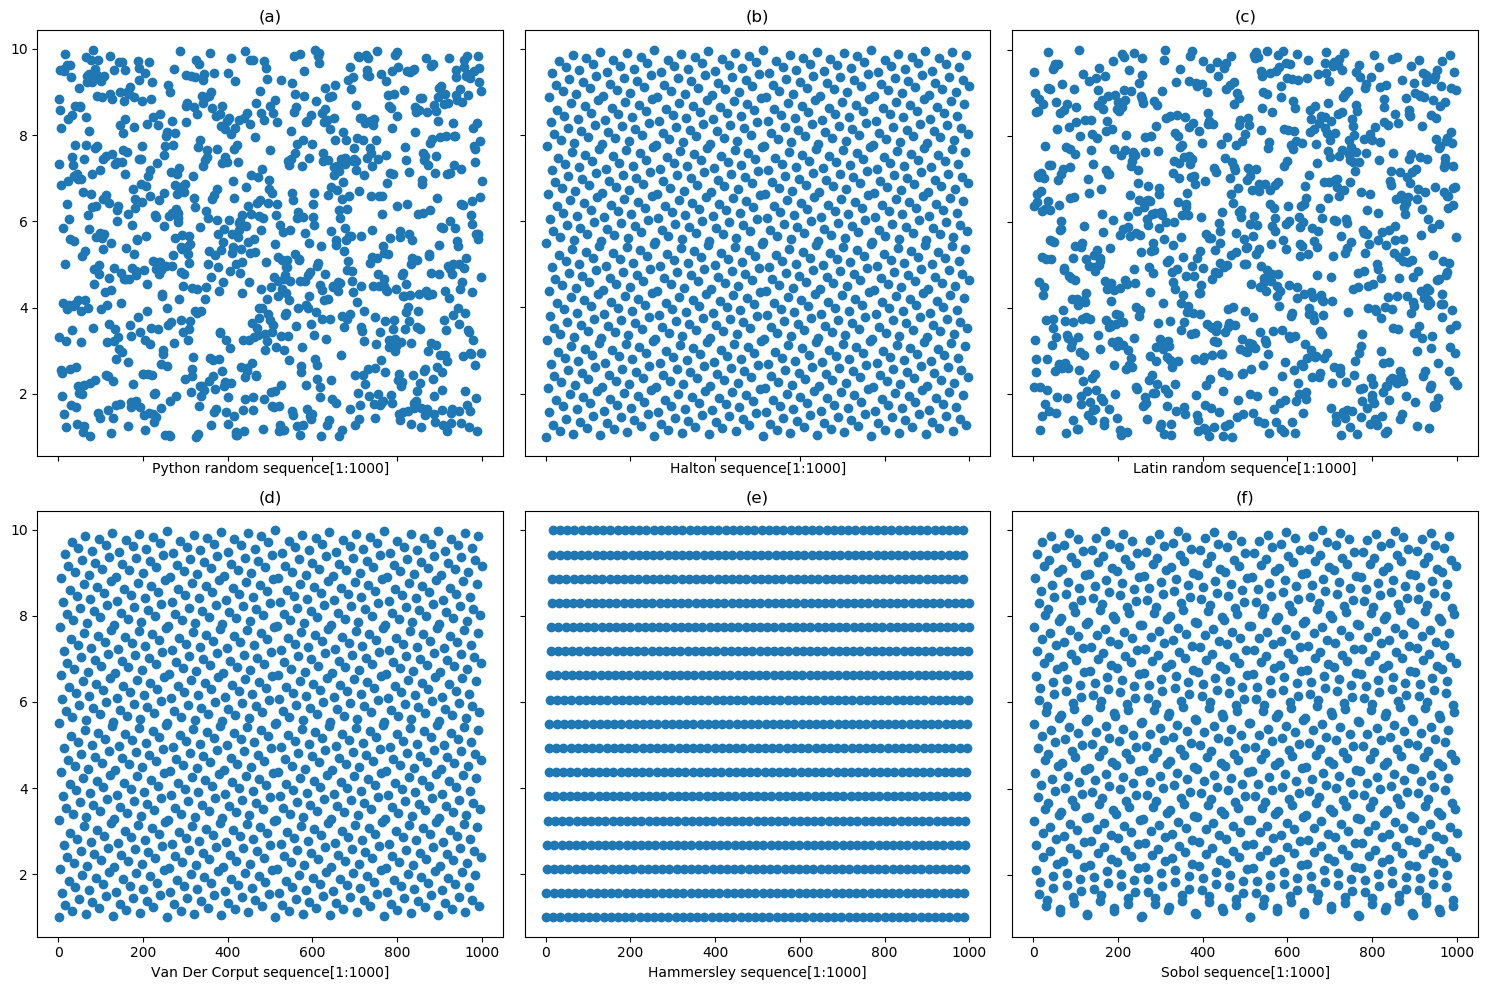 (a) (b) (c)
10
8
6
4
2
Python random sequence[1:1000] Halton sequence[1:1000] Latin random sequence[1:1000]
(d) (e) (f)
10
8
6
4
2
0 200 400 600 800 1000 0 200 400 600 800 1000 0 200 400 600 800 1000
Van Der Corput sequence[1:1000] Hammersley sequence[1:1000] Sobol sequence[1:1000]